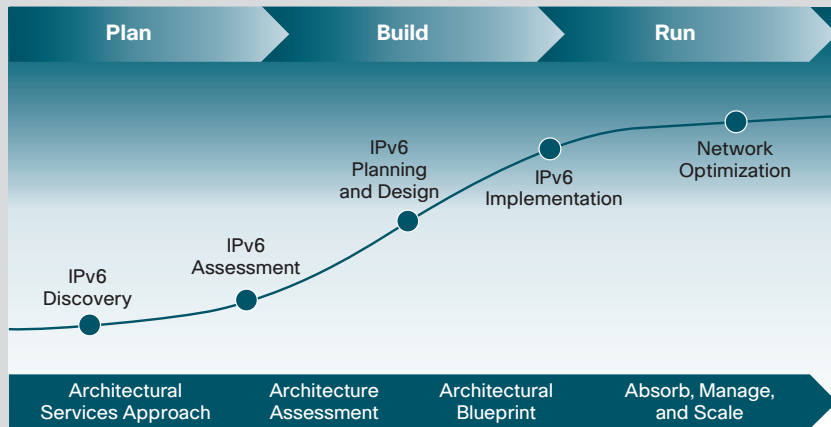 Plan
Build
Run
IPv6
Discovery
IPv6
Assessment
IPv6
Planning
and Design
IPv6
Implementation
Network
Optimization
Architectural
Services Approach
Architecture
Assessment
Architectural
Blueprint
Absorb, Manage,
and Scale